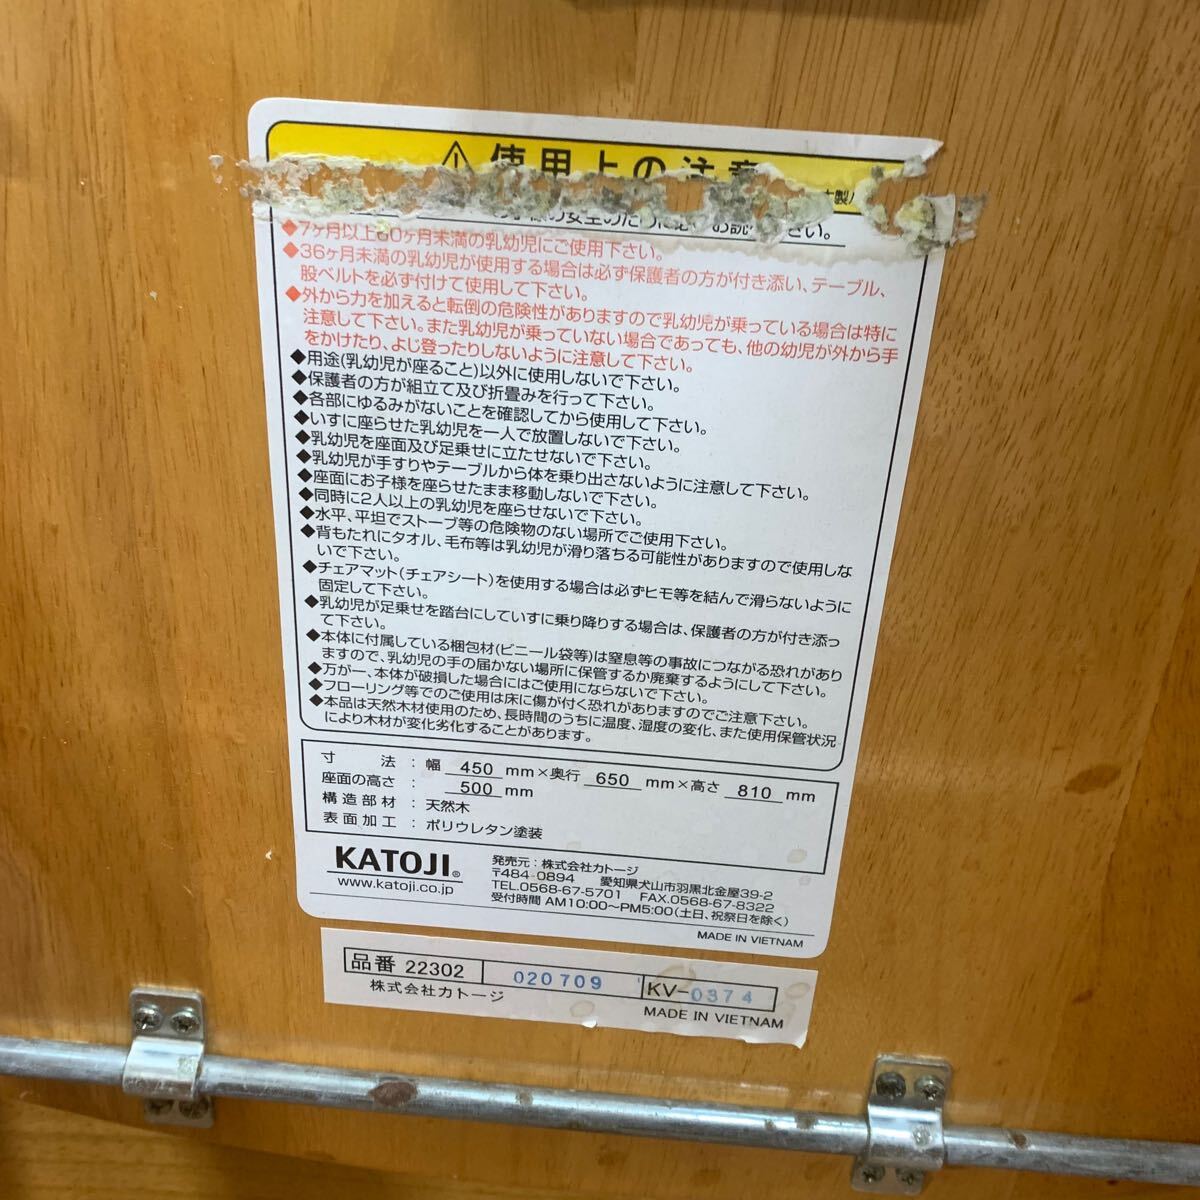 ⚠使用上の注意
の安全のために必ずお読み下さい。
◆7ヶ月以上60ヶ月未満の乳幼児にご使用下さい。
◆36ヶ月未満の乳幼児が使用する場合は必ず保護者の方が付き添い、テーブル、
股ベルトを必ず付けて使用して下さい。
◆外から力を加えると転倒の危険性がありますので乳幼児が乗っている場合は特に
注意して下さい。また乳幼児が乗っていない場合であっても、他の幼児が外から手
をかけたり、よじ登ったりしないように注意して下さい。
◆用途(乳幼児が座ること)以外に使用しないで下さい。
◆保護者の方が組立て及び折畳みを行って下さい。
◆各部にゆるみがないことを確認してから使用して下さい。
◆いすに座らせた乳幼児を一人で放置しないで下さい。
◆乳幼児を座面及び足乗せに立たせないで下さい。
◆乳幼児が手すりやテーブルから体を乗り出さないように注意して下さい。
◆座面にお子様を座らせたまま移動しないで下さい。
◆同時に2人以上の乳幼児を座らせないで下さい。
◆水平、平坦でストーブ等の危険物のない場所でご使用下さい。
◆背もたれにタオル、毛布等は乳幼児が滑り落ちる可能性がありますので使用しな
いで下さい。
◆チェアマット(チェアシート)を使用する場合は必ずヒモ等を結んで滑らないように
固定して下さい。
◆乳幼児が足乗せを踏台にしていすに乗り降りする場合は、保護者の方が付き添っ
て下さい。
◆本体に付属している梱包材(ビニール袋等)は窒息等の事故につながる恐れがあり
ますので、乳幼児の手の届かない場所に保管するか廃棄するようにして下さい。
◆万が一、本体が破損した場合にはご使用にならないで下さい。
◆フローリング等でのご使用は床に傷が付く恐れがありますのでご注意下さい。
◆本品は天然木材使用のため、長時間のうちに温度、湿度の変化、また使用保管状況
により木材が変化劣化することがあります。
寸 法 : 幅 450 mm×奥行 650 mm×高さ 810 mm
座面の高さ : 500 mm
構造部材 : 天然木
表面加工 : ポリウレタン塗装
KATOJI®
www.katoji.co.jp
発売元 : 株式会社カトージ
〒484-0894 愛知県犬山市羽黒北金屋39-2
TEL.0568-67-5701 FAX.0568-67-8322
受付時間 AM10:00~PM5:00(土日、祝祭日を除く)
MADE IN VIETNAM
品番 22302 020709 KV-0374
株式会社カトージ
MADE IN VIETNAM